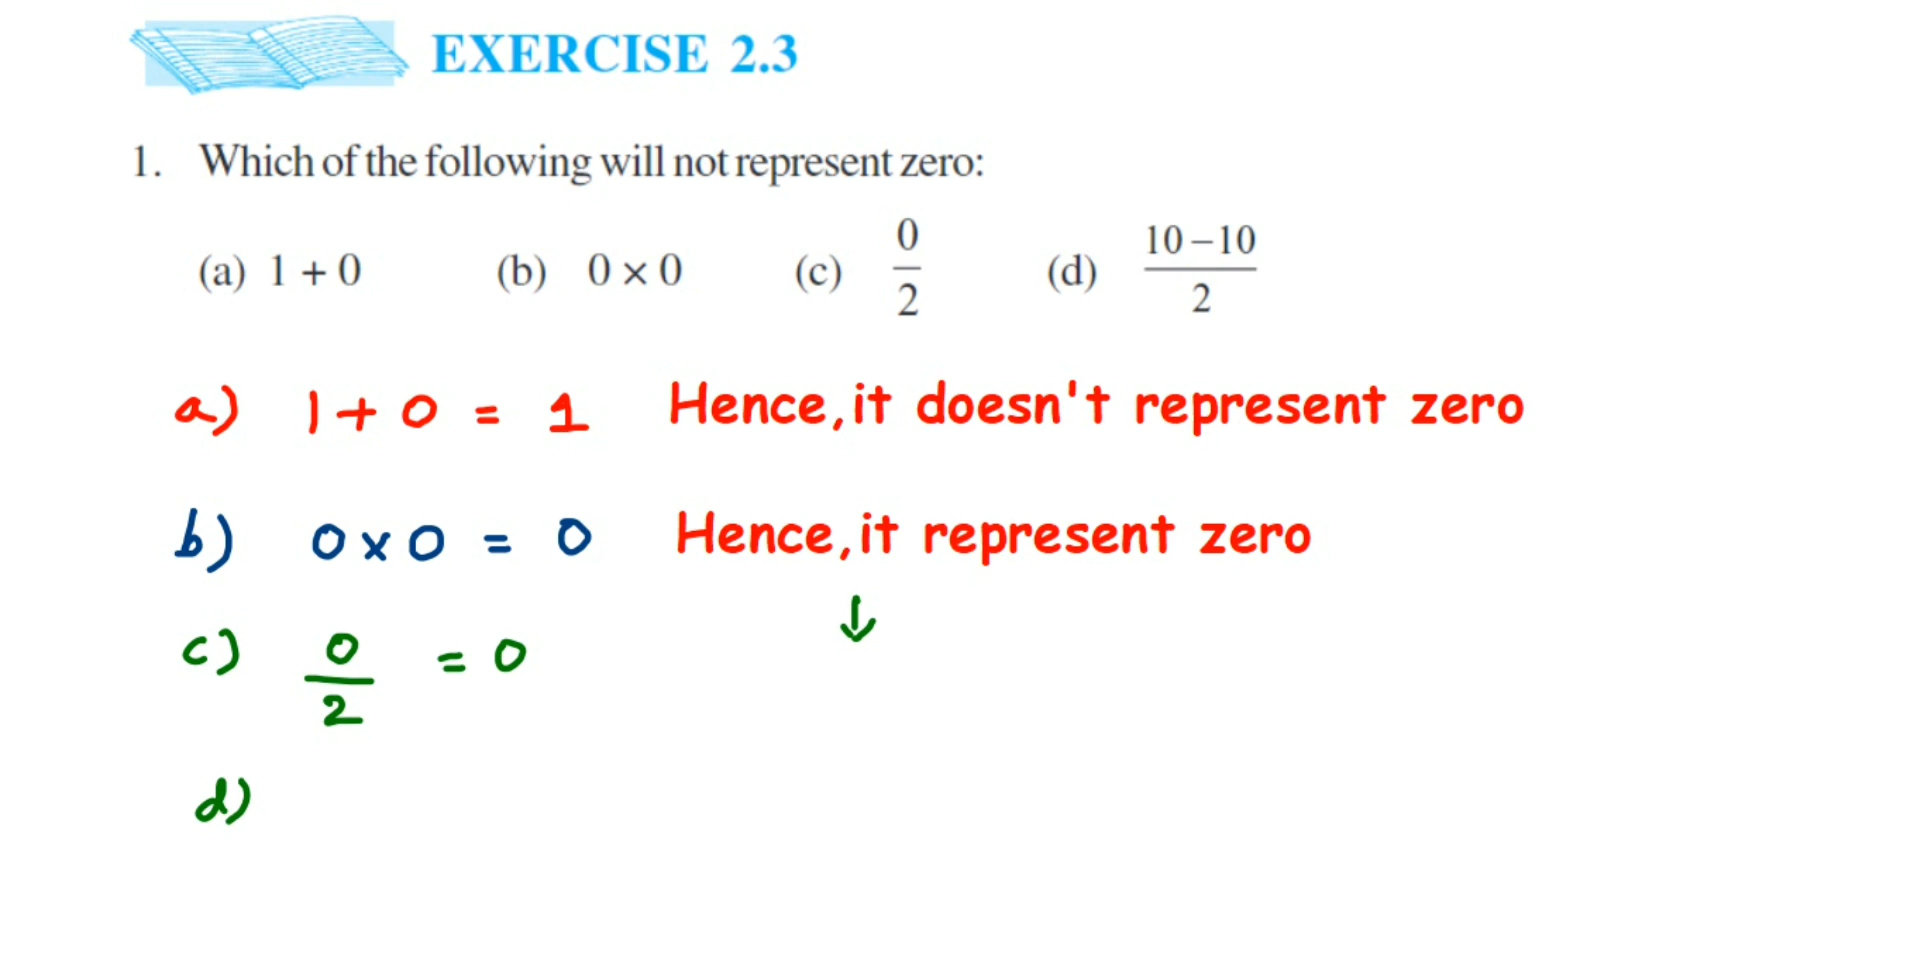 EXERCISE 2.3
1. Which of the following will not represent zero:
(a) 1 + 0 (b) 0 × 0 (c) 0/2 (d) 10 – 10/2
a) 1 + 0 = 1 Hence,it doesn't represent zero
b) 0 × 0 = 0 Hence,it represent zero
↓
c) 0/2 = 0
d)